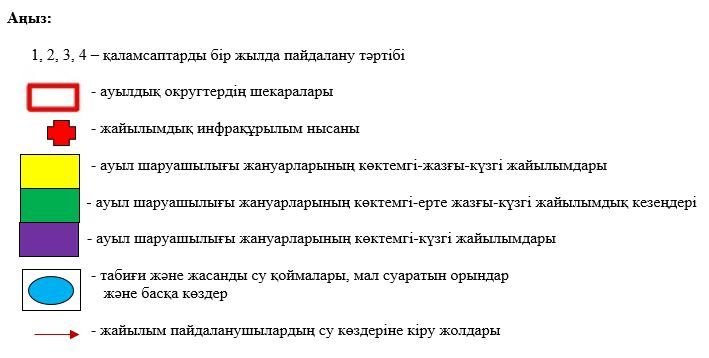 Аңыз:
1, 2, 3, 4 – қаламсаптарды бір жылда пайдалану тәртібі
- ауылдық округтердің шекаралары
- жайылымдық инфрақұрылым нысаны
- ауыл шаруашылығы жануарларының көктемгі-жазғы-күзгі жайылымдары
- ауыл шаруашылығы жануарларының көктемгі-ерте жазғы-күзгі жайылымдық кезеңдері
- ауыл шаруашылығы жануарларының көктемгі-күзгі жайылымдары
- табиғи және жасанды су қоймалары, мал суаратын орындар
және басқа көздер
- жайылым пайдаланушылардың су көздеріне кіру жолдары